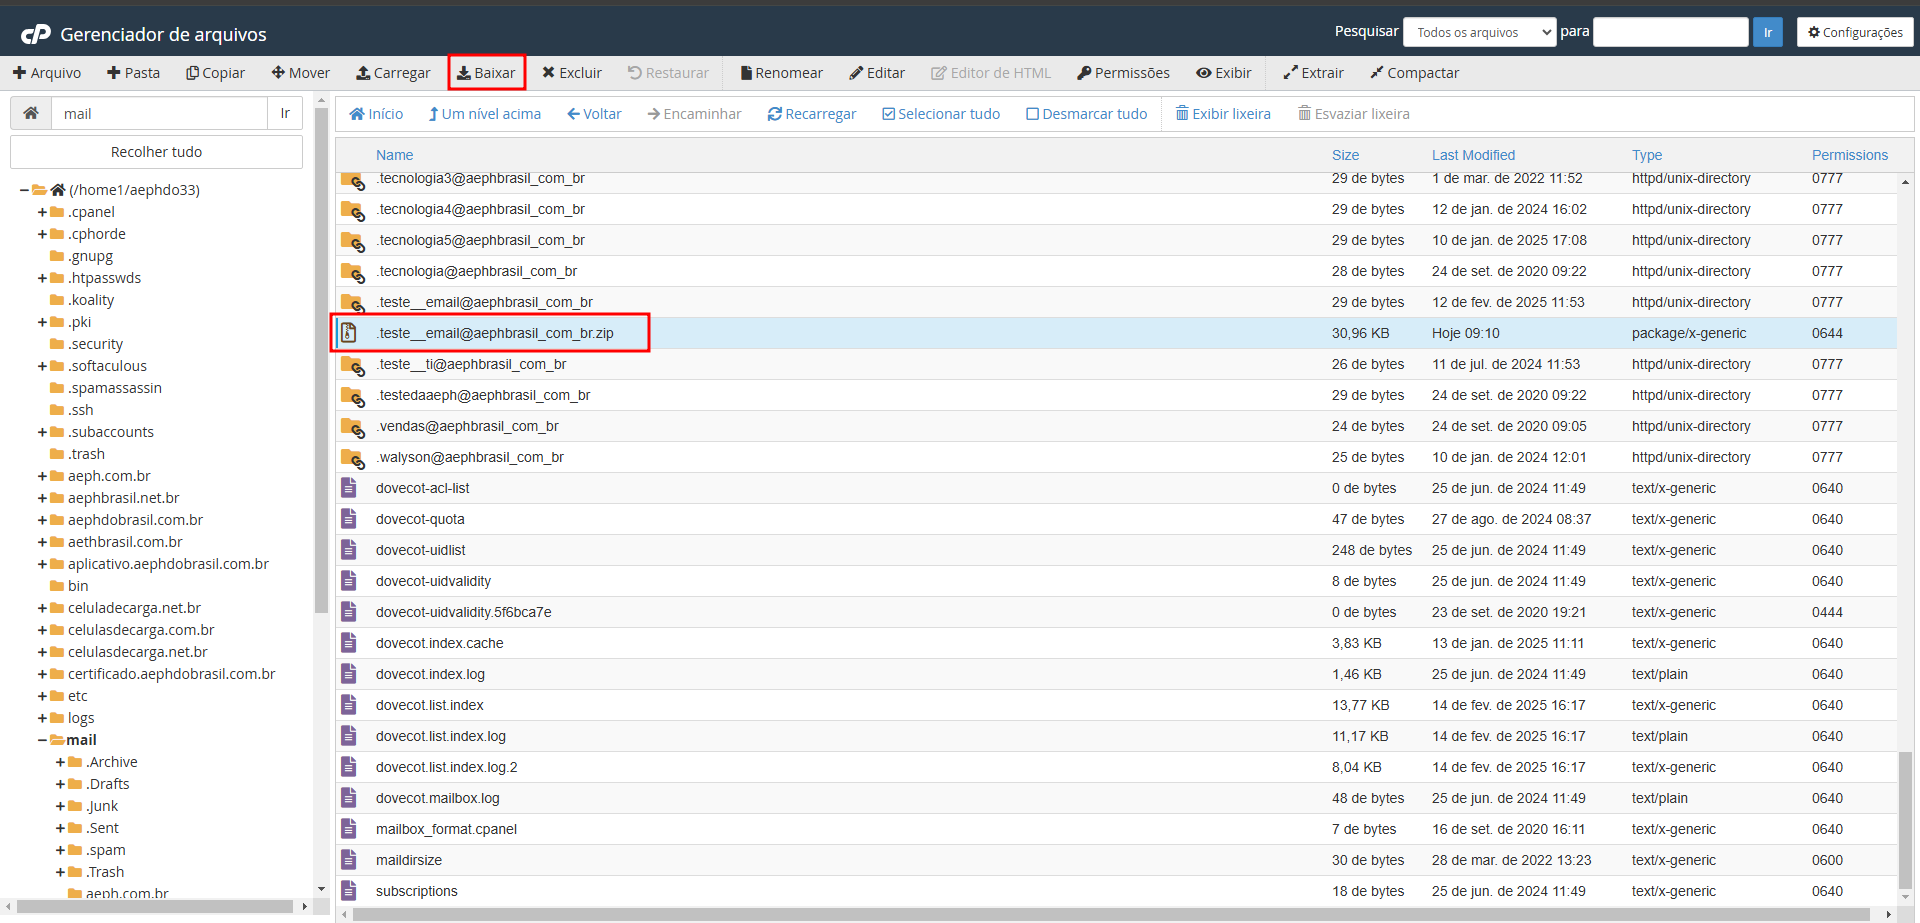 cP Gerenciador de arquivos
Pesquisar Todos os arquivos para Ir Configurações
Arquivo Pasta Copiar Mover Carregar Baixar Excluir Restaurar Renomear Editar Editor de HTML Permissões Exibir Extrair Compactar
mail Ir
Recolher tudo
(/home1/aephdo33)
.cpanel
.cphorde
.gnupg
.htpasswds
.koality
.pki
.security
.softaculous
.spamassassin
.ssh
.subaccounts
.trash
aeph.com.br
aephbrasil.net.br
aephdobrasil.com.br
aethbrasil.com.br
aplicativo.aephdobrasil.com.br
bin
celuladecarga.net.br
celulasdecarga.com.br
celulasdecarga.net.br
certificado.aephdobrasil.com.br
etc
logs
mail
.Archive
.Drafts
.Junk
.Sent
.spam
.Trash
aeph.com.br
Início Um nível acima Voltar Encaminhar Recarregar Selecionar tudo Desmarcar tudo Exibir lixeira Esvaziar lixeira
Name Size Last Modified Type Permissions
.tecnologia3@aephbrasil_com_br 29 de bytes 1 de mar. de 2022 11:52 httpd/unix-directory 0777
.tecnologia4@aephbrasil_com_br 29 de bytes 12 de jan. de 2024 16:02 httpd/unix-directory 0777
.tecnologia5@aephbrasil_com_br 29 de bytes 10 de jan. de 2025 17:08 httpd/unix-directory 0777
.tecnologia@aephbrasil_com_br 28 de bytes 24 de set. de 2020 09:22 httpd/unix-directory 0777
.teste__email@aephbrasil_com_br 29 de bytes 12 de fev. de 2025 11:53 httpd/unix-directory 0777
.teste__email@aephbrasil_com_br.zip 30,96 KB Hoje 09:10 package/x-generic 0644
.teste__ti@aephbrasil_com_br 26 de bytes 11 de jul. de 2024 11:53 httpd/unix-directory 0777
.testedaaeph@aephbrasil_com_br 29 de bytes 24 de set. de 2020 09:22 httpd/unix-directory 0777
.vendas@aephbrasil_com_br 24 de bytes 24 de set. de 2020 09:05 httpd/unix-directory 0777
.walyson@aephbrasil_com_br 25 de bytes 10 de jan. de 2024 12:01 httpd/unix-directory 0777
dovecot-acl-list 0 de bytes 25 de jun. de 2024 11:49 text/x-generic 0640
dovecot-quota 47 de bytes 27 de ago. de 2024 08:37 text/x-generic 0640
dovecot-uidlist 248 de bytes 25 de jun. de 2024 11:49 text/x-generic 0640
dovecot-uidvalidity 8 de bytes 25 de jun. de 2024 11:49 text/x-generic 0640
dovecot-uidvalidity.5f6bca7e 0 de bytes 23 de set. de 2020 19:21 text/x-generic 0444
dovecot.index.cache 3,83 KB 13 de jan. de 2025 11:11 text/x-generic 0640
dovecot.index.log 1,46 KB 25 de jun. de 2024 11:49 text/plain 0640
dovecot.list.index 13,77 KB 14 de fev. de 2025 16:17 text/x-generic 0640
dovecot.list.index.log 11,17 KB 14 de fev. de 2025 16:17 text/plain 0640
dovecot.list.index.log.2 8,04 KB 14 de fev. de 2025 16:17 text/x-generic 0640
dovecot.mailbox.log 48 de bytes 25 de jun. de 2024 11:49 text/plain 0640
mailbox_format.cpanel 7 de bytes 16 de set. de 2020 16:11 text/x-generic 0640
maildirsize 30 de bytes 28 de mar. de 2022 13:23 text/x-generic 0600
subscriptions 18 de bytes 25 de jun. de 2024 11:49 text/x-generic 0640